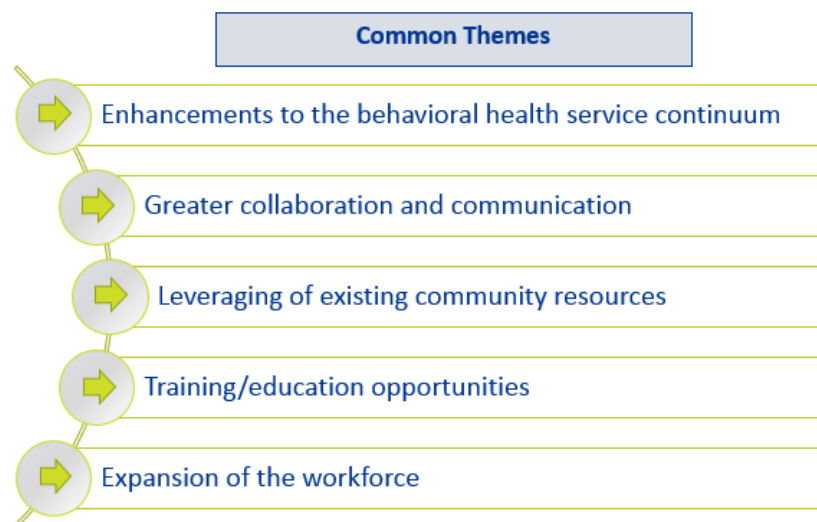 Common Themes
Enhancements to the behavioral health service continuum
Greater collaboration and communication
Leveraging of existing community resources
Training/education opportunities
Expansion of the workforce